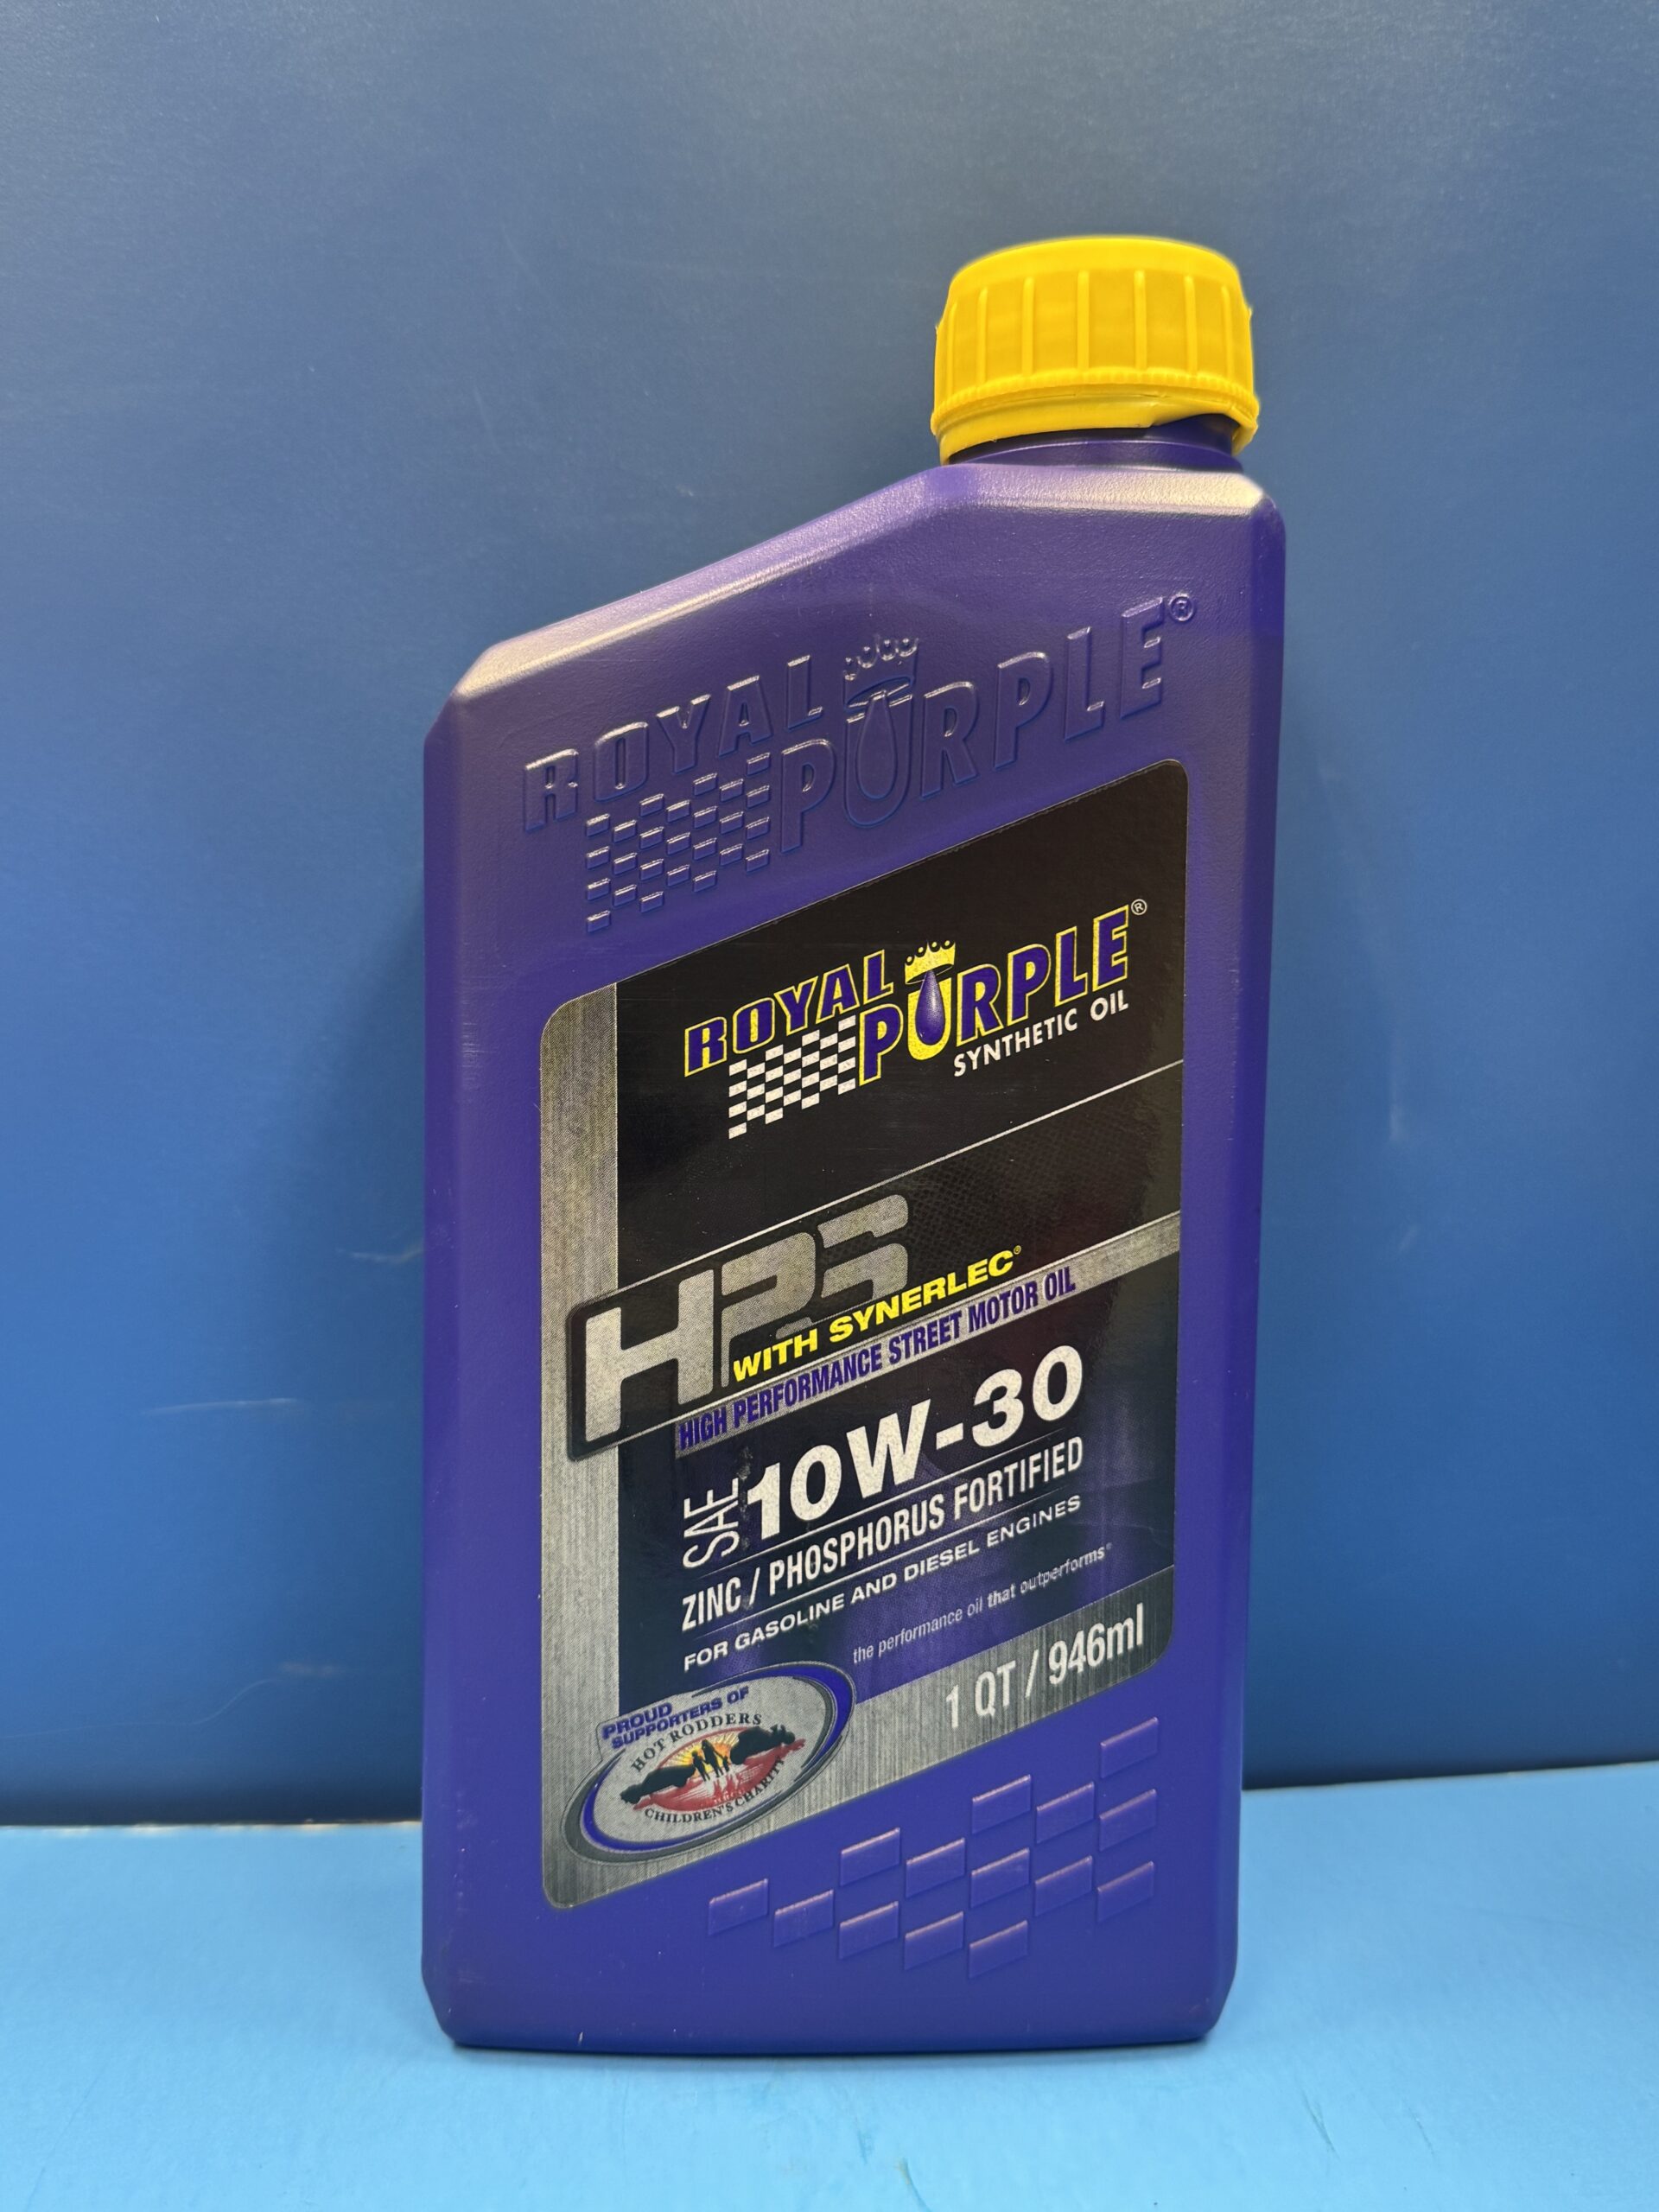 ROYAL
PURPLE®
ROYAL
PURPLE®
SYNTHETIC OIL
HPS
WITH SYNERLEC®
HIGH PERFORMANCE STREET MOTOR OIL
SAE 10W-30
ZINC / PHOSPHORUS FORTIFIED
FOR GASOLINE AND DIESEL ENGINES
the performance oil that outperforms®
1 QT / 946ml
PROUD
SUPPORTERS OF
HOT RODDERS
CHILDREN'S CHARITY